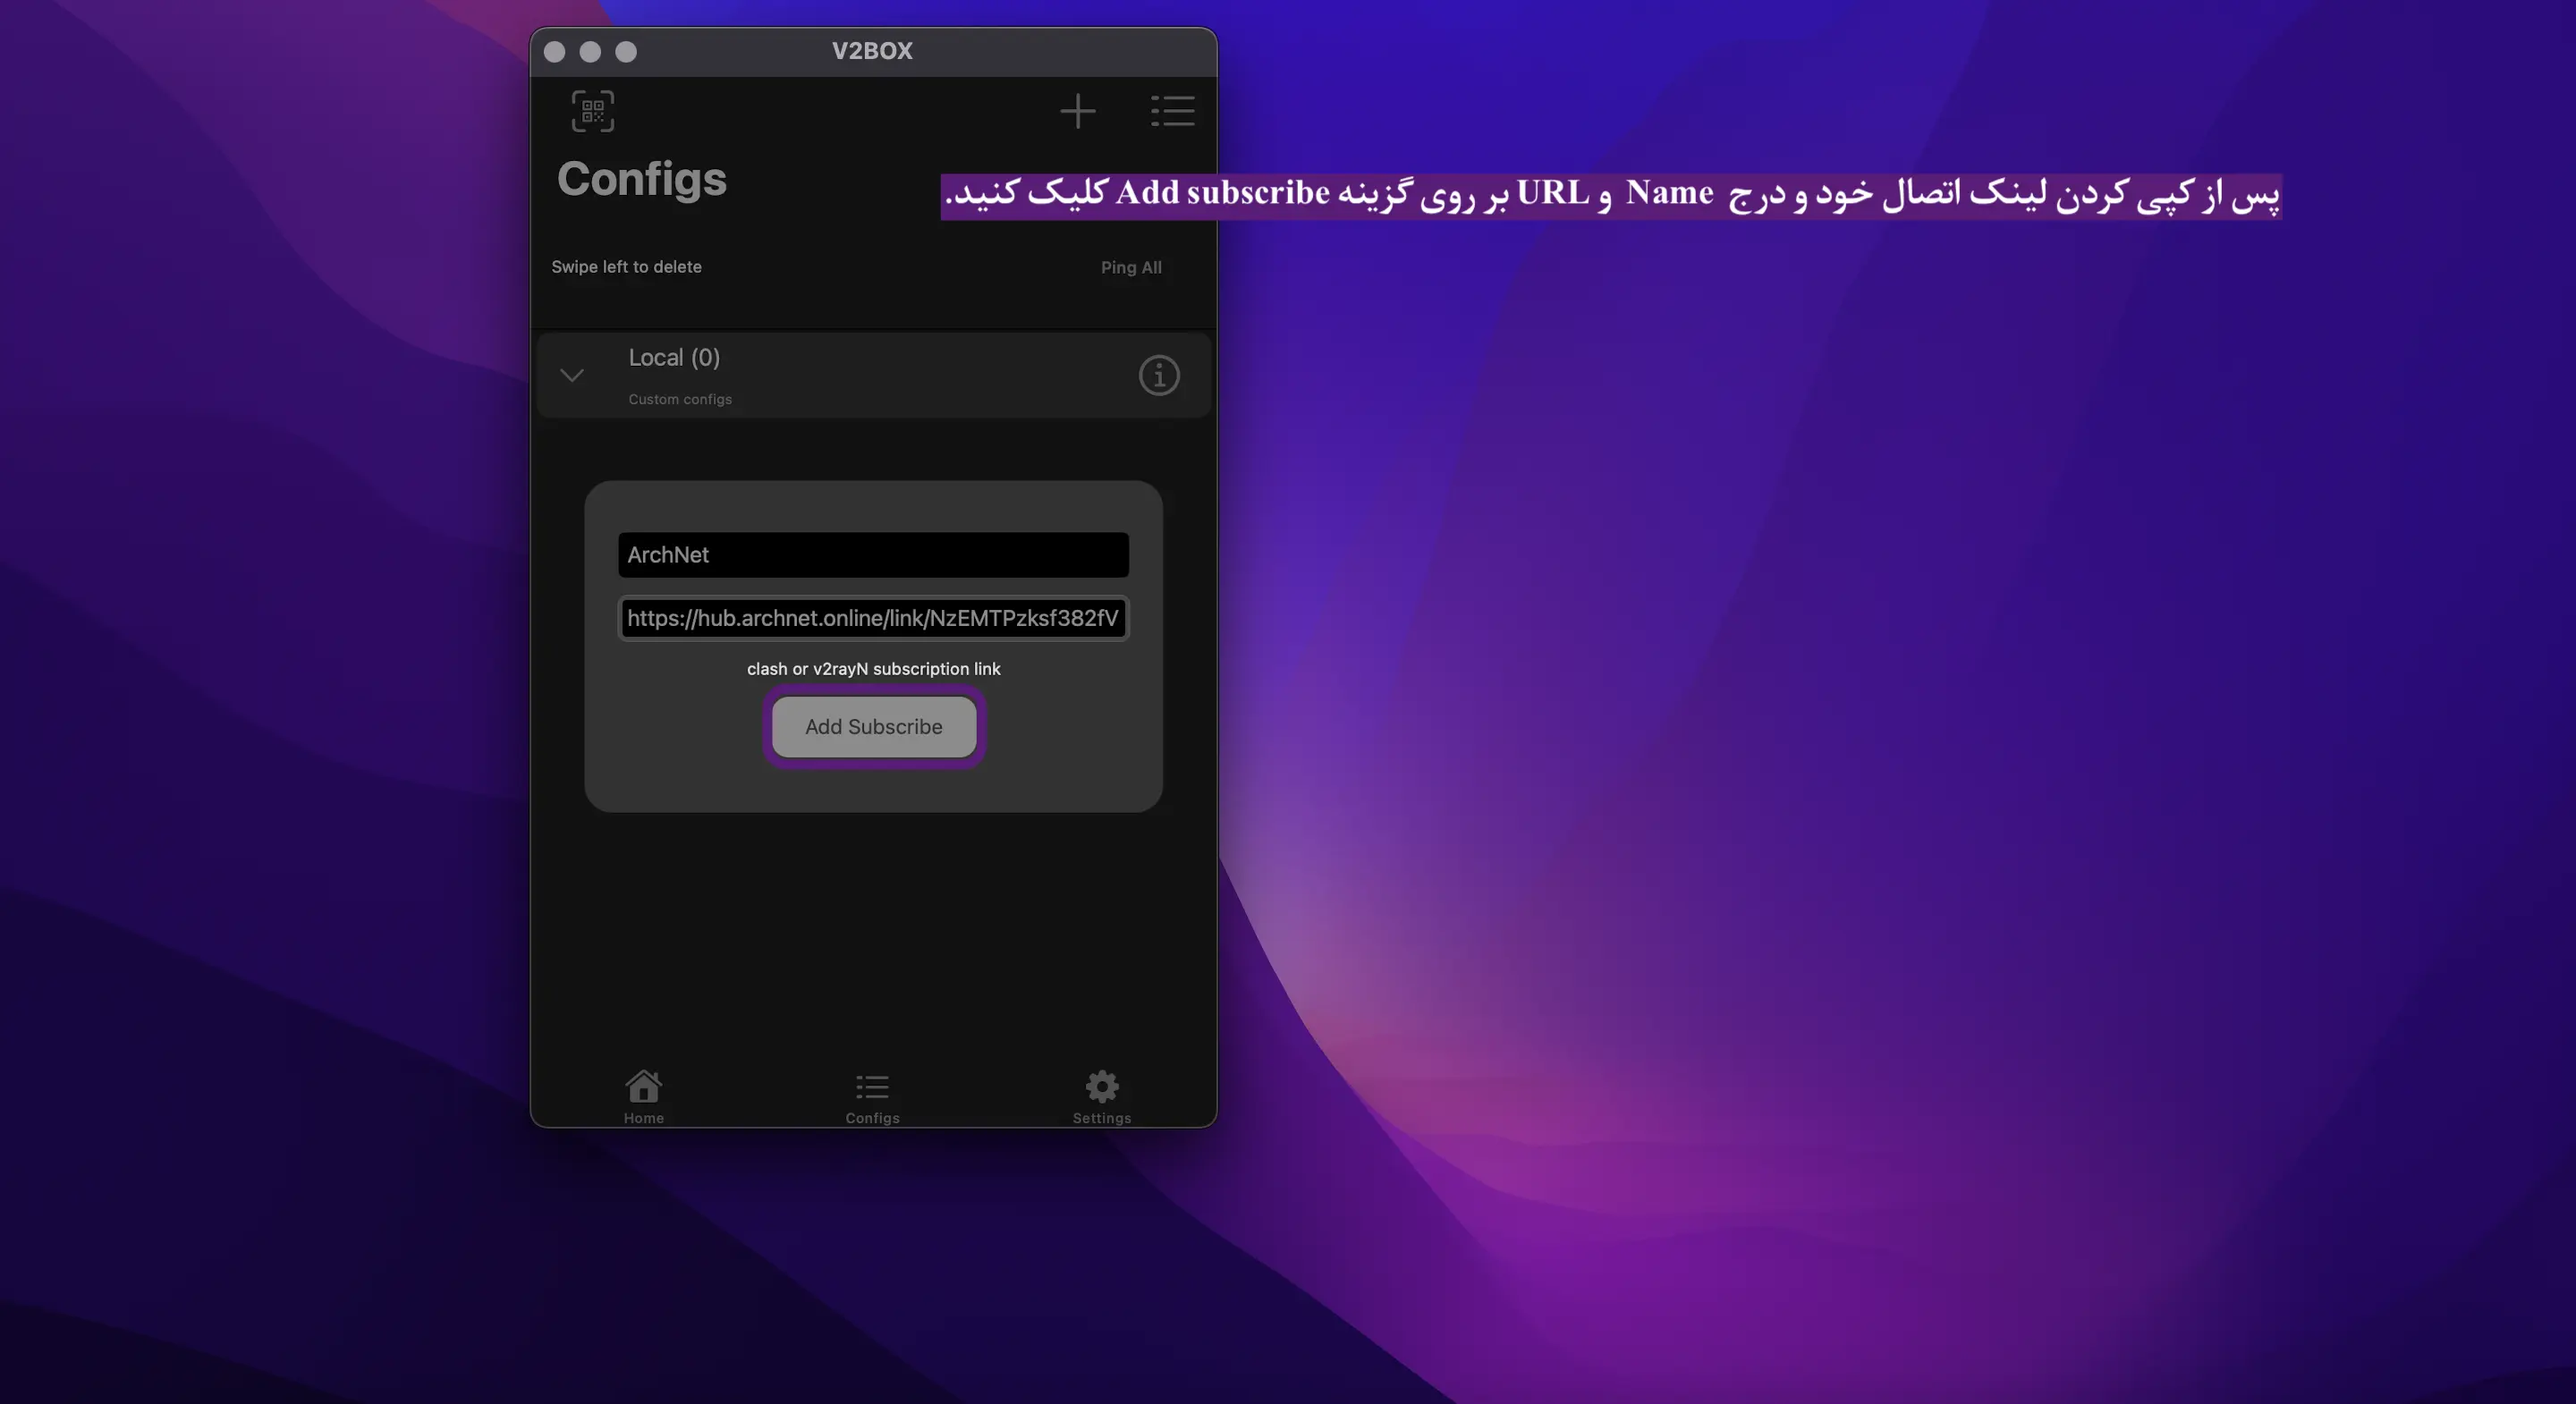 V2BOX
Configs
پس از کپی کردن لینک اتصال خود و درج Name و URL بر روی گزینه Add subscribe کلیک کنید.
Swipe left to delete
Ping All
Local (0)
Custom configs
ArchNet
https://hub.archnet.online/link/NzEMTPzksf382fV
clash or v2rayN subscription link
Add Subscribe
Home
Configs
Settings